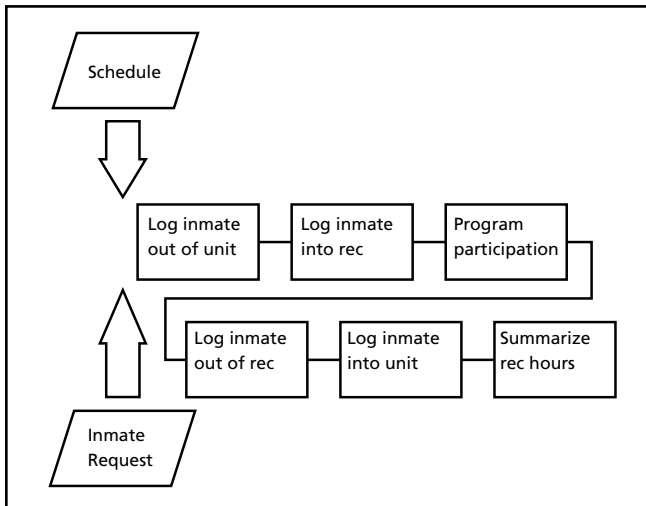 Schedule
Log inmate
out of unit
Log inmate
into rec
Program
participation
Log inmate
out of rec
Log inmate
into unit
Summarize
rec hours
Inmate
Request